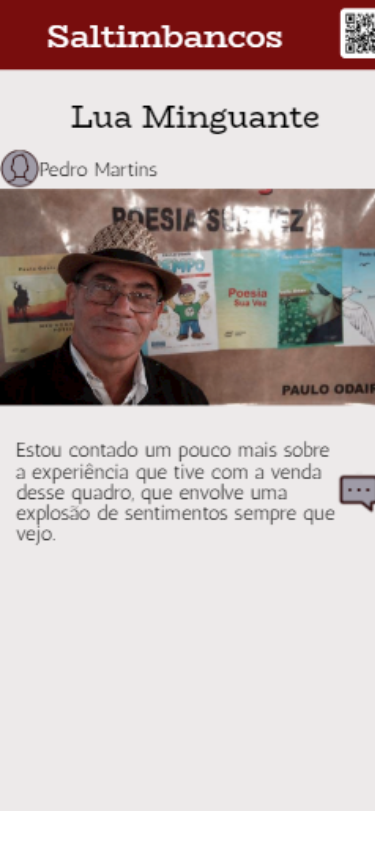 Saltimbancos
Lua Minguante
Pedro Martins
POESIA SUA VEZ
Poesia
Sua Vez
PAULO ODAIR
Estou contado um pouco mais sobre
a experiência que tive com a venda
desse quadro, que envolve uma
explosão de sentimentos sempre que
vejo.